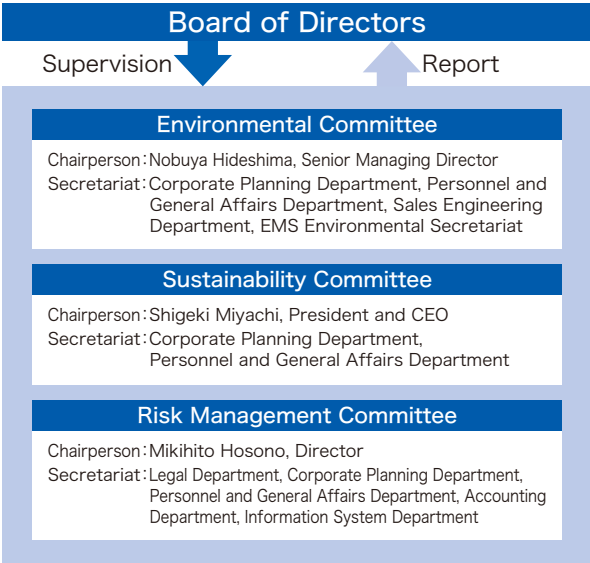 Board of Directors
Supervision
Report
Environmental Committee
Chairperson:Nobuya Hideshima, Senior Managing Director
Secretariat:Corporate Planning Department, Personnel and
General Affairs Department, Sales Engineering
Department, EMS Environmental Secretariat
Sustainability Committee
Chairperson:Shigeki Miyachi, President and CEO
Secretariat:Corporate Planning Department,
Personnel and General Affairs Department
Risk Management Committee
Chairperson:Mikihito Hosono, Director
Secretariat:Legal Department, Corporate Planning Department,
Personnel and General Affairs Department, Accounting
Department, Information System Department